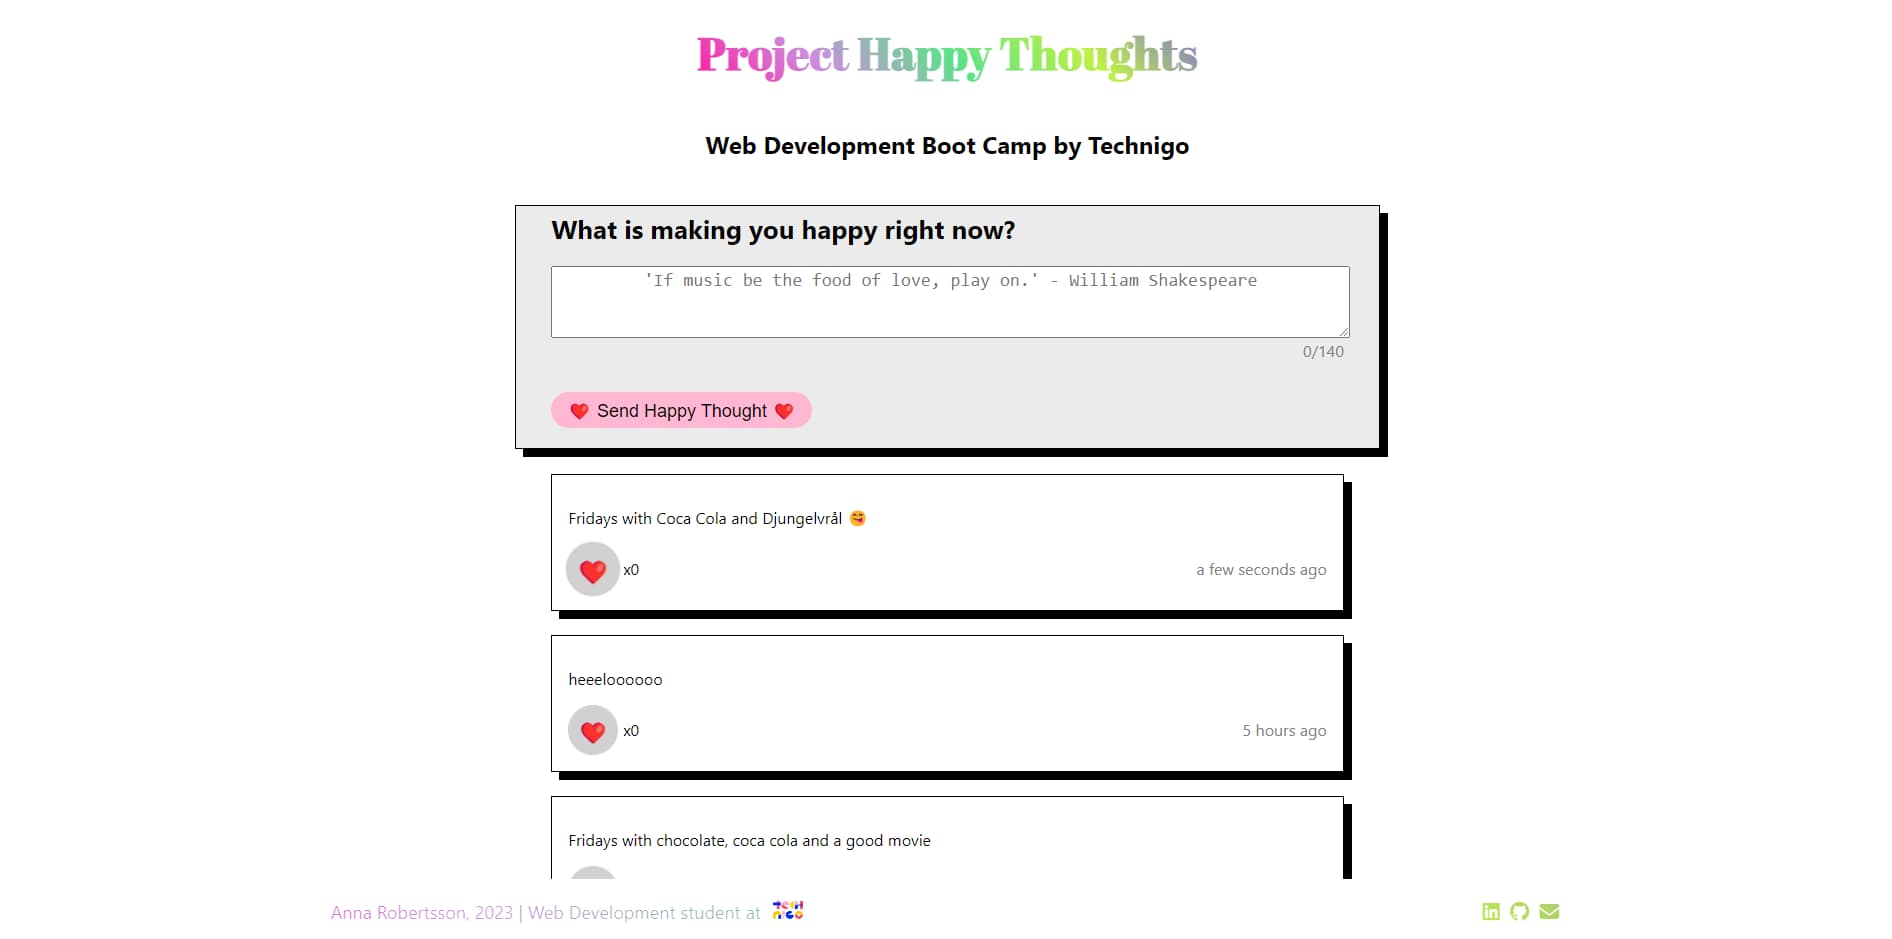 Project Happy Thoughts
Web Development Boot Camp by Technigo
What is making you happy right now?
'If music be the food of love, play on.' - William Shakespeare
0/140
❤️ Send Happy Thought ❤️
Fridays with Coca Cola and Djungelvrål 😋
x0
a few seconds ago
heeeloooooo
x0
5 hours ago
Fridays with chocolate, coca cola and a good movie
Anna Robertsson, 2023 | Web Development student at TECHNIGO